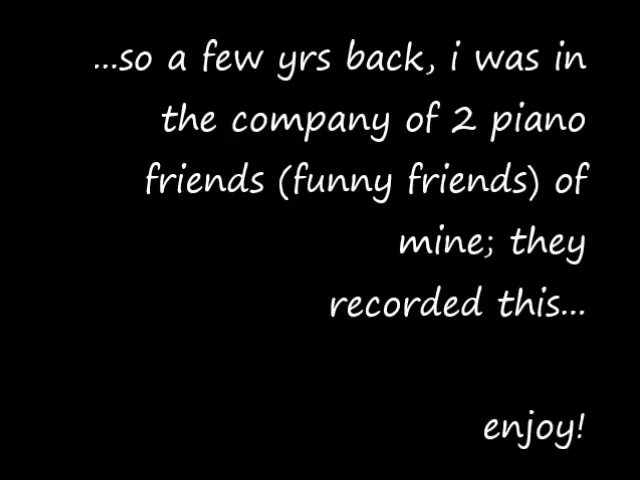 ...so a few yrs back, i was in
the company of 2 piano
friends (funny friends) of
mine; they
recorded this...
enjoy!